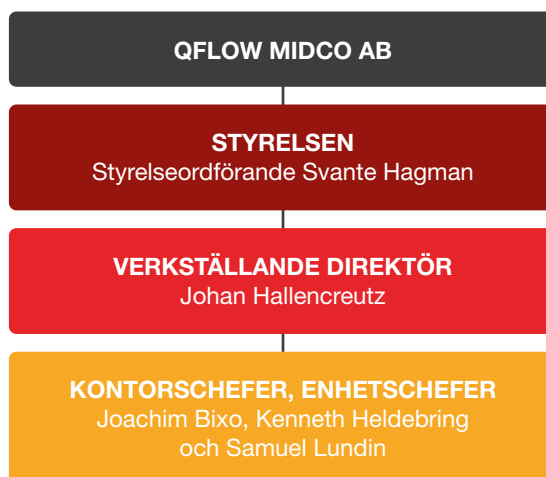 QFLOW MIDCO AB
STYRELSEN
Styrelseordförande Svante Hagman
VERKSTÄLLANDE DIREKTÖR
Johan Hallencreutz
KONTORSCHEFER, ENHETSCHEFER
Joachim Bixo, Kenneth Heldebring
och Samuel Lundin